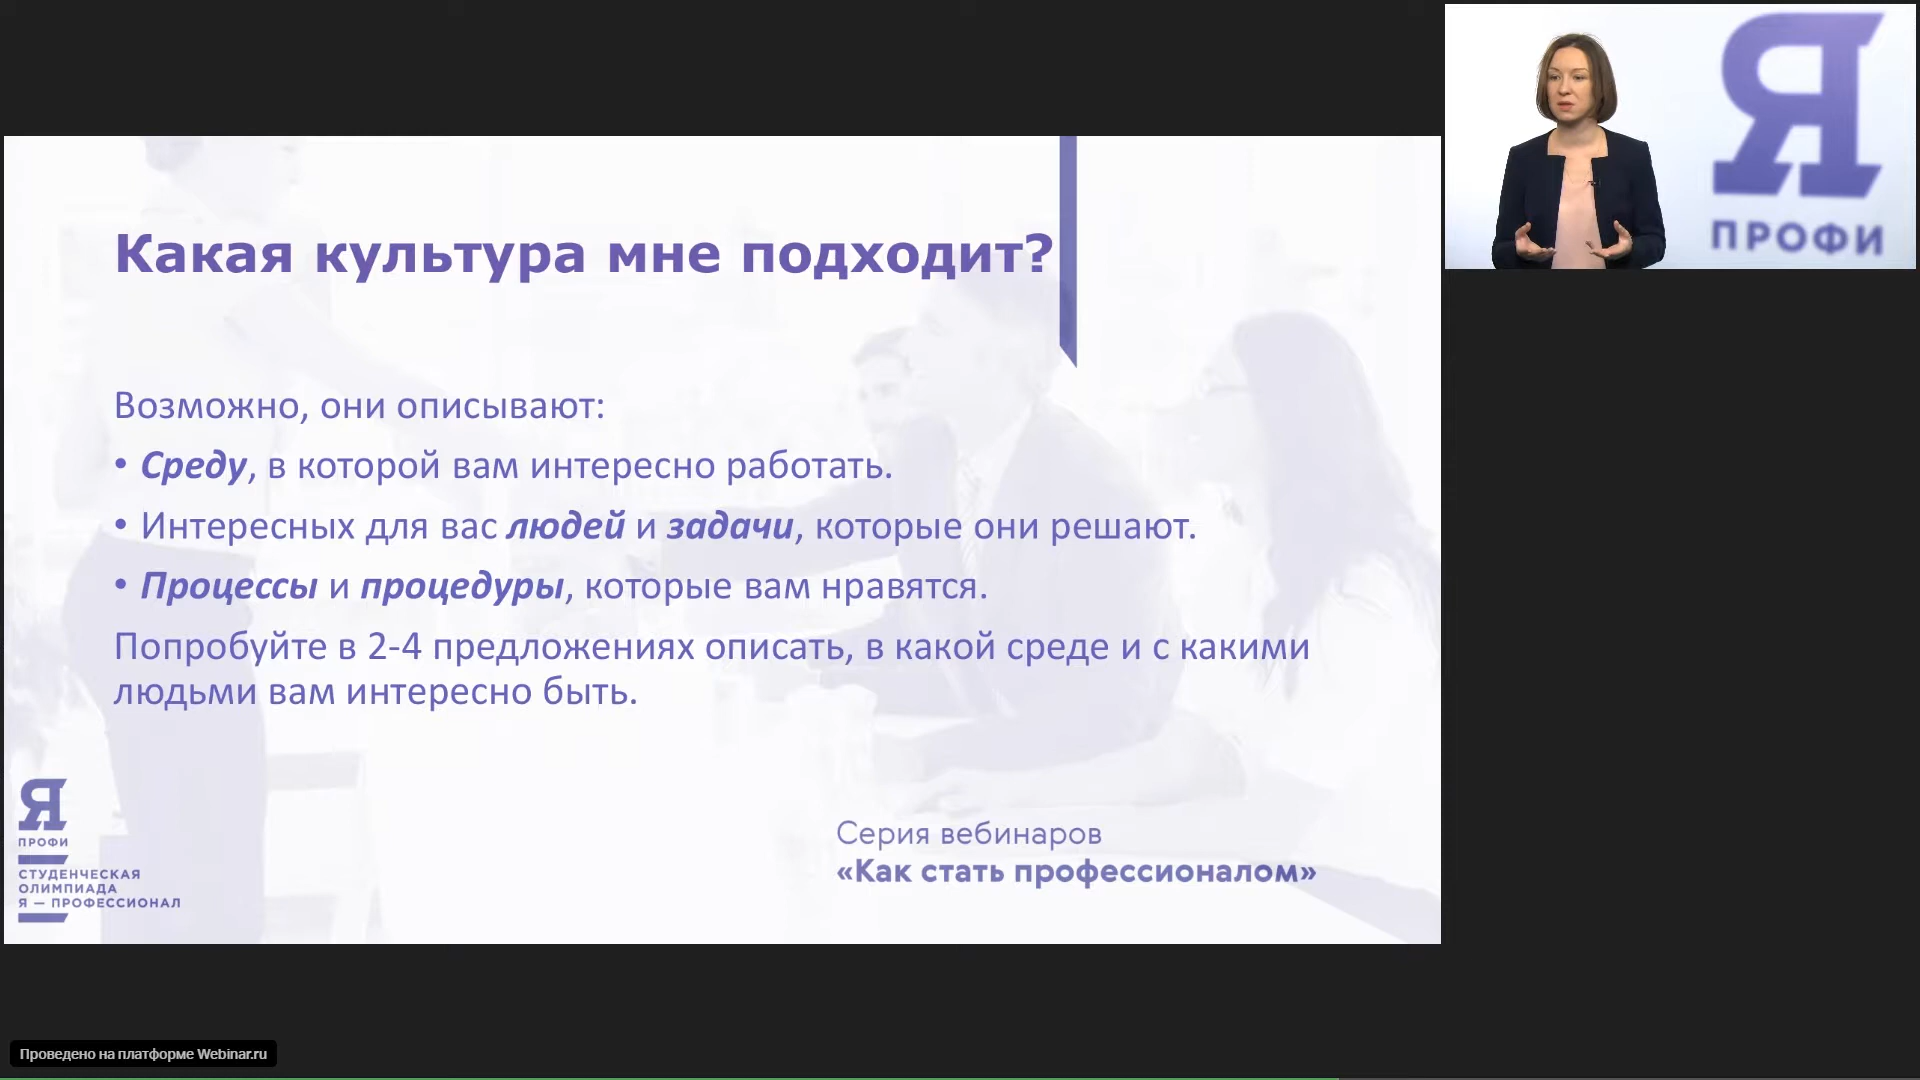 Я
ПРОФИ
Какая культура мне подходит?
Возможно, они описывают:
• Среду, в которой вам интересно работать.
• Интересных для вас людей и задачи, которые они решают.
• Процессы и процедуры, которые вам нравятся.
Попробуйте в 2-4 предложениях описать, в какой среде и с какими
людьми вам интересно быть.
Я
ПРОФИ
СТУДЕНЧЕСКАЯ
ОЛИМПИАДА
Я — ПРОФЕССИОНАЛ
Серия вебинаров
«Как стать профессионалом»
Проведено на платформе Webinar.ru